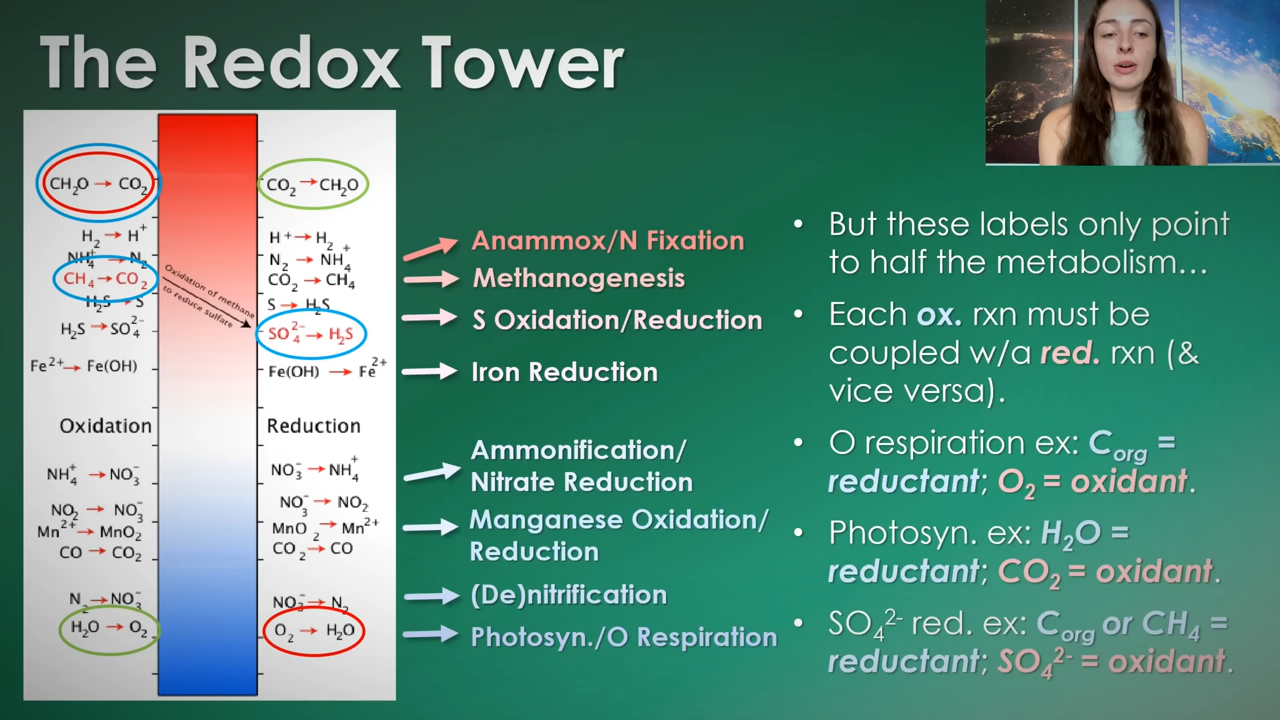 The Redox Tower
CH₂O → CO₂
H₂ → H⁺
NH₄⁺ → N₂
CH₄ → CO₂
H₂S → S
H₂S → SO₄²⁻
Fe²⁺ → Fe(OH)
Oxidation
NH₄⁺ → NO₃⁻
NO₂ → NO₃⁻
Mn²⁺ → MnO₂
CO → CO₂
N₂ → NO₃⁻
H₂O → O₂
Oxidation of methane
to reduce sulfate
CO₂ → CH₂O
H⁺ → H₂
N₂ → NH₄⁺
CO₂ → CH₄
S → H₂S
SO₄²⁻ → H₂S
Fe(OH) → Fe²⁺
Reduction
NO₃⁻ → NH₄⁺
NO₃⁻ → NO₂
MnO₂ → Mn²⁺
CO₂ → CO
NO₃⁻ → N₂
O₂ → H₂O
Anammox/N Fixation
Methanogenesis
S Oxidation/Reduction
Iron Reduction
Ammonification/
Nitrate Reduction
Manganese Oxidation/
Reduction
(De)nitrification
Photosyn./O Respiration
• But these labels only point
to half the metabolism…
• Each ox. rxn must be
coupled w/a red. rxn (&
vice versa).
• O respiration ex: C_org =
reductant; O₂ = oxidant.
• Photosyn. ex: H₂O =
reductant; CO₂ = oxidant.
• SO₄²⁻ red. ex: C_org or CH₄ =
reductant; SO₄²⁻ = oxidant.